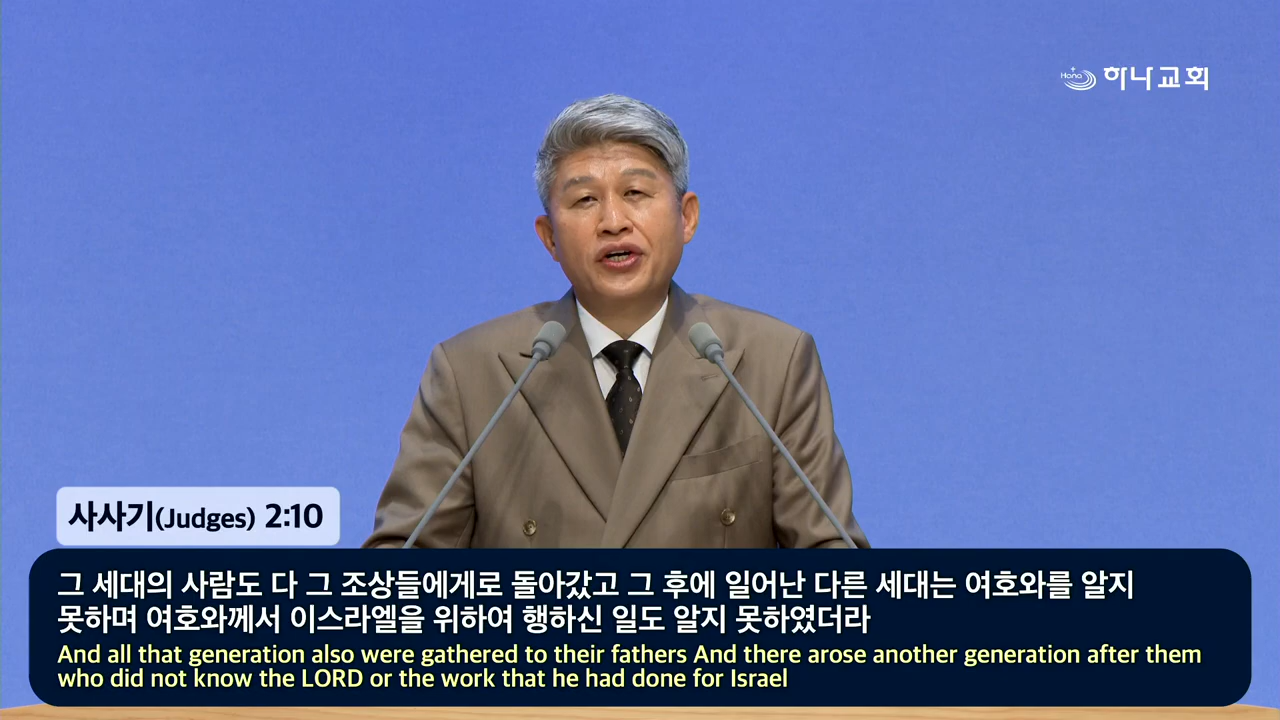 Hana 하나교회
사사기(Judges) 2:10
그 세대의 사람도 다 그 조상들에게로 돌아갔고 그 후에 일어난 다른 세대는 여호와를 알지
못하며 여호와께서 이스라엘을 위하여 행하신 일도 알지 못하였더라
And all that generation also were gathered to their fathers And there arose another generation after them
who did not know the LORD or the work that he had done for Israel